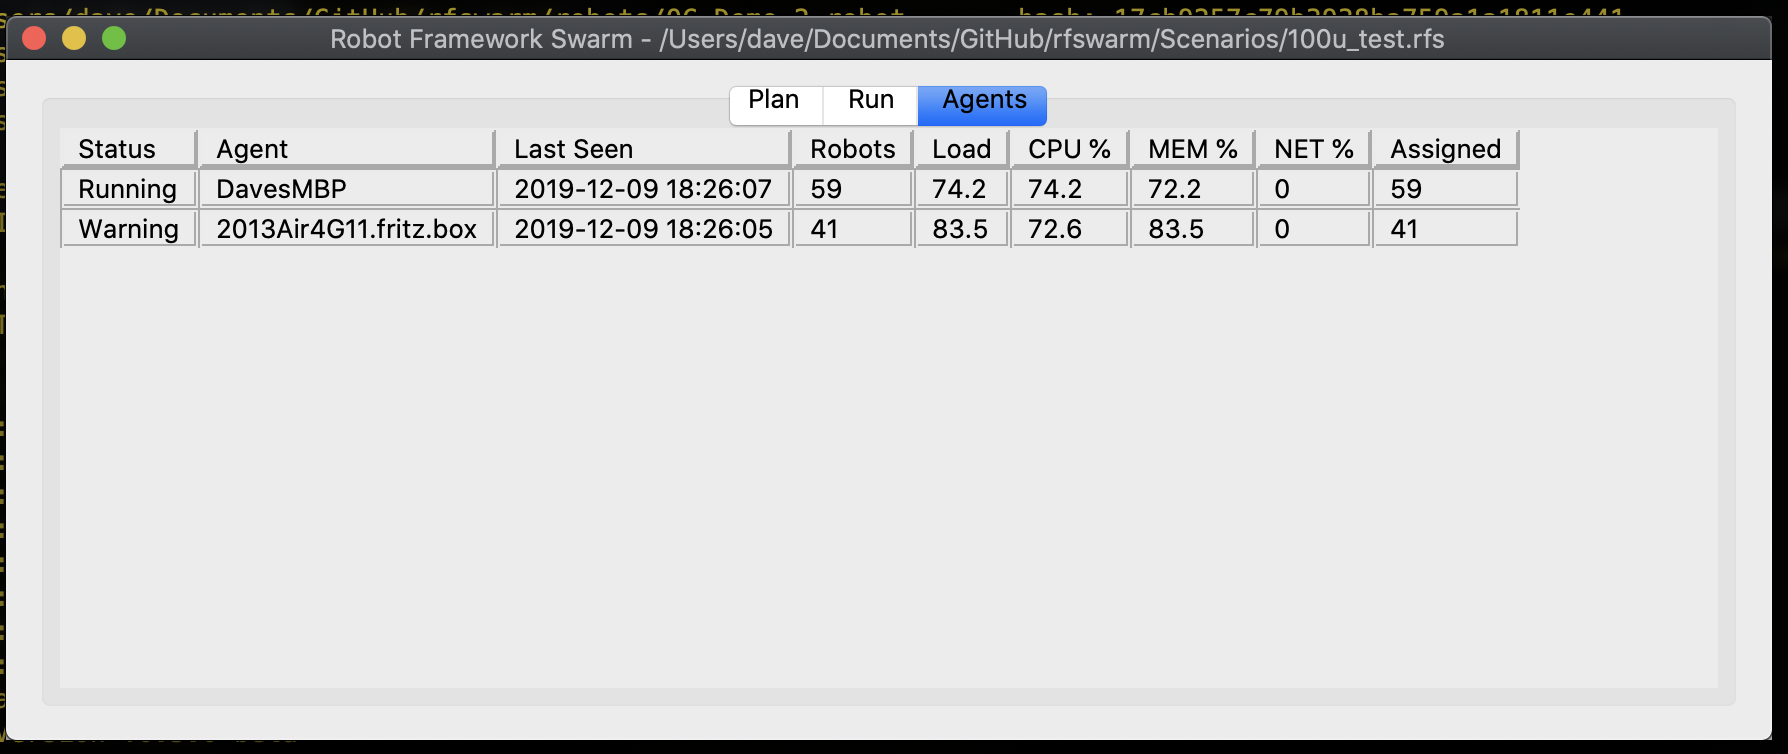 Robot Framework Swarm - /Users/dave/Documents/GitHub/rfswarm/Scenarios/100u_test.rfs
Plan Run Agents
Status Agent Last Seen Robots Load CPU % MEM % NET % Assigned
Running DavesMBP 2019-12-09 18:26:07 59 74.2 74.2 72.2 0 59
Warning 2013Air4G11.fritz.box 2019-12-09 18:26:05 41 83.5 72.6 83.5 0 41